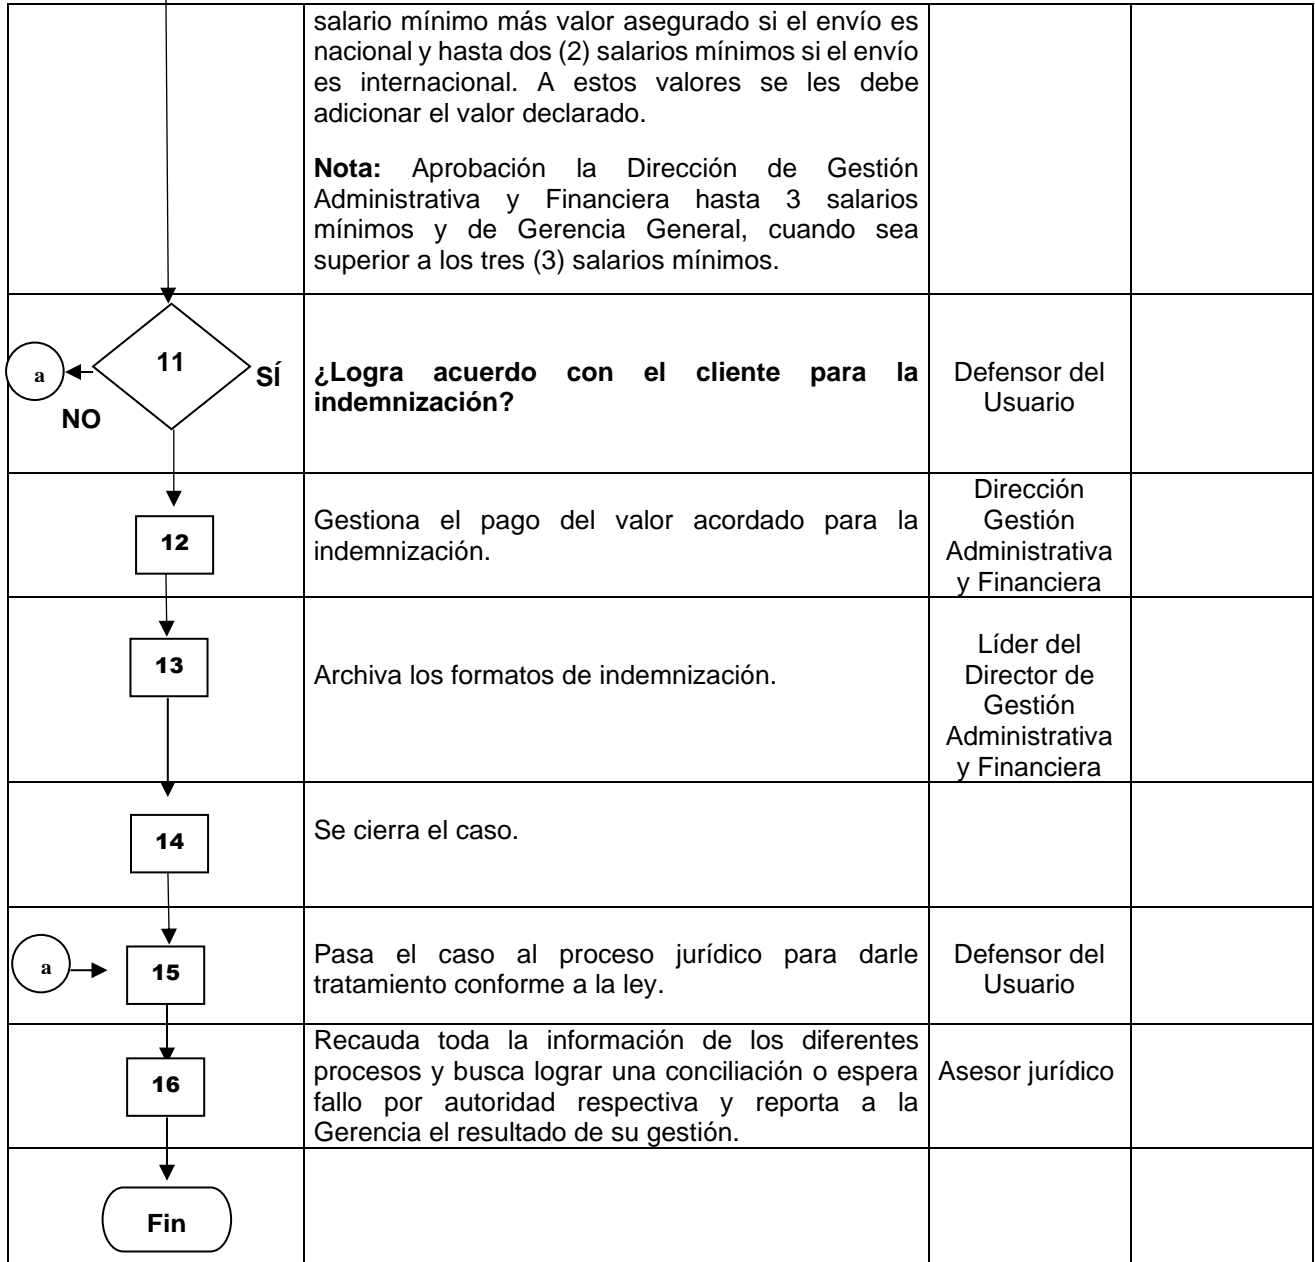 salario mínimo más valor asegurado si el envío es
nacional y hasta dos (2) salarios mínimos si el envío
es internacional. A estos valores se les debe
adicionar el valor declarado.
Nota: Aprobación la Dirección de Gestión
Administrativa y Financiera hasta 3 salarios
mínimos y de Gerencia General, cuando sea
superior a los tres (3) salarios mínimos.
a
11
SÍ
NO
¿Logra acuerdo con el cliente para la
indemnización?
Defensor del
Usuario
12
Gestiona el pago del valor acordado para la
indemnización.
Dirección
Gestión
Administrativa
y Financiera
13
Archiva los formatos de indemnización.
Líder del
Director de
Gestión
Administrativa
y Financiera
14
Se cierra el caso.
a
15
Pasa el caso al proceso jurídico para darle
tratamiento conforme a la ley.
Defensor del
Usuario
16
Recauda toda la información de los diferentes
procesos y busca lograr una conciliación o espera
fallo por autoridad respectiva y reporta a la
Gerencia el resultado de su gestión.
Asesor jurídico
Fin